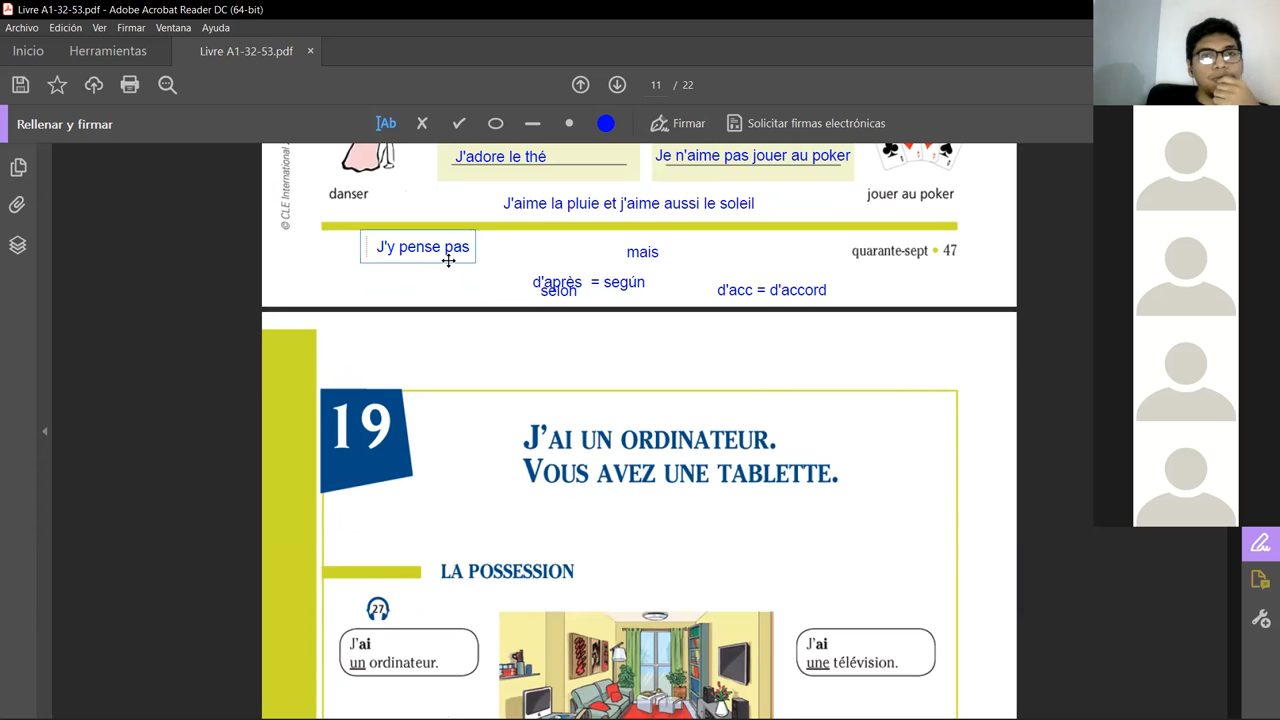 Livre A1-32-53.pdf - Adobe Acrobat Reader DC (64-bit)
Archivo Edición Ver Firmar Ventana Ayuda
Inicio Herramientas Livre A1-32-53.pdf ×
11 / 22
Rellenar y firmar
Ab
Firmar
Solicitar firmas electrónicas
© CLE International
J'adore le thé
Je n'aime pas jouer au poker
danser
jouer au poker
J'aime la pluie et j'aime aussi le soleil
J'y pense pas
mais
quarante-sept • 47
d'après = según
selon
d'acc = d'accord
19
J'AI UN ORDINATEUR.
VOUS AVEZ UNE TABLETTE.
LA POSSESSION
27
J'ai
un ordinateur.
J'ai
une télévision.